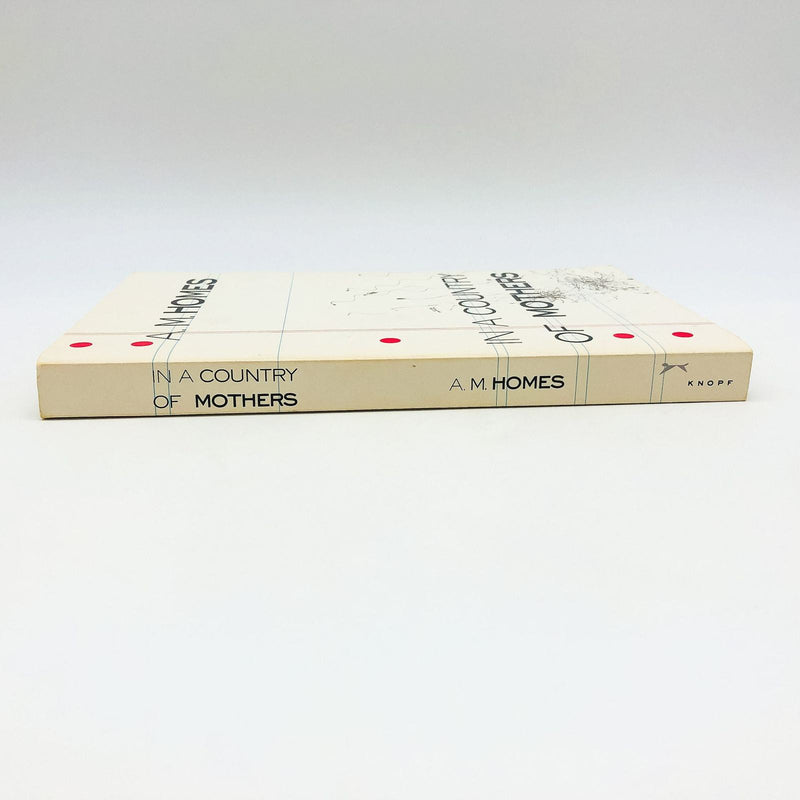 A.M. HOMES
IN A COUNTRY
OF MOTHERS
IN A COUNTRY
OF MOTHERS
A. M. HOMES
KNOPF